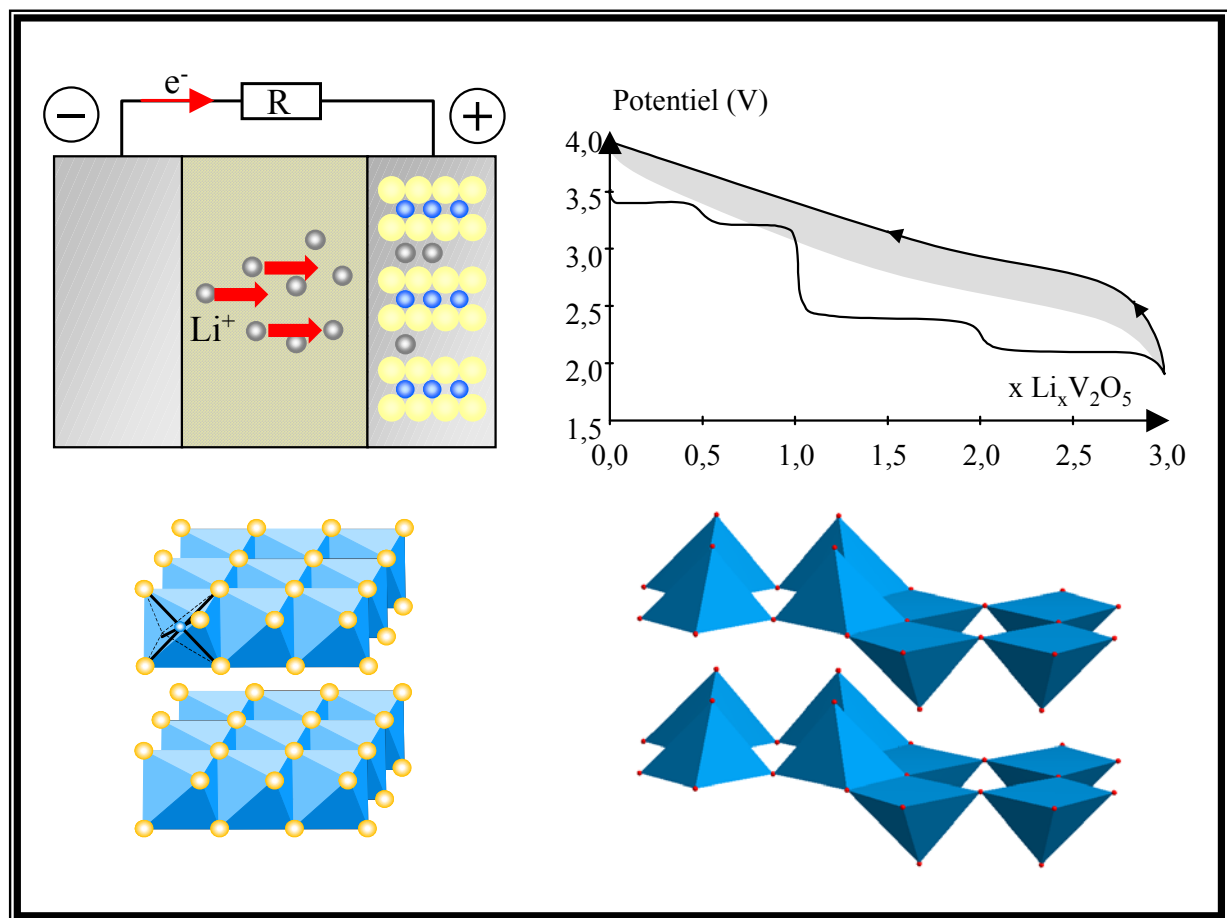 e-
R
−
+
Li+
Potentiel (V)
4,0
3,5
3,0
2,5
2,0
1,5
x LixV2O5
0,0 0,5 1,0 1,5 2,0 2,5 3,0